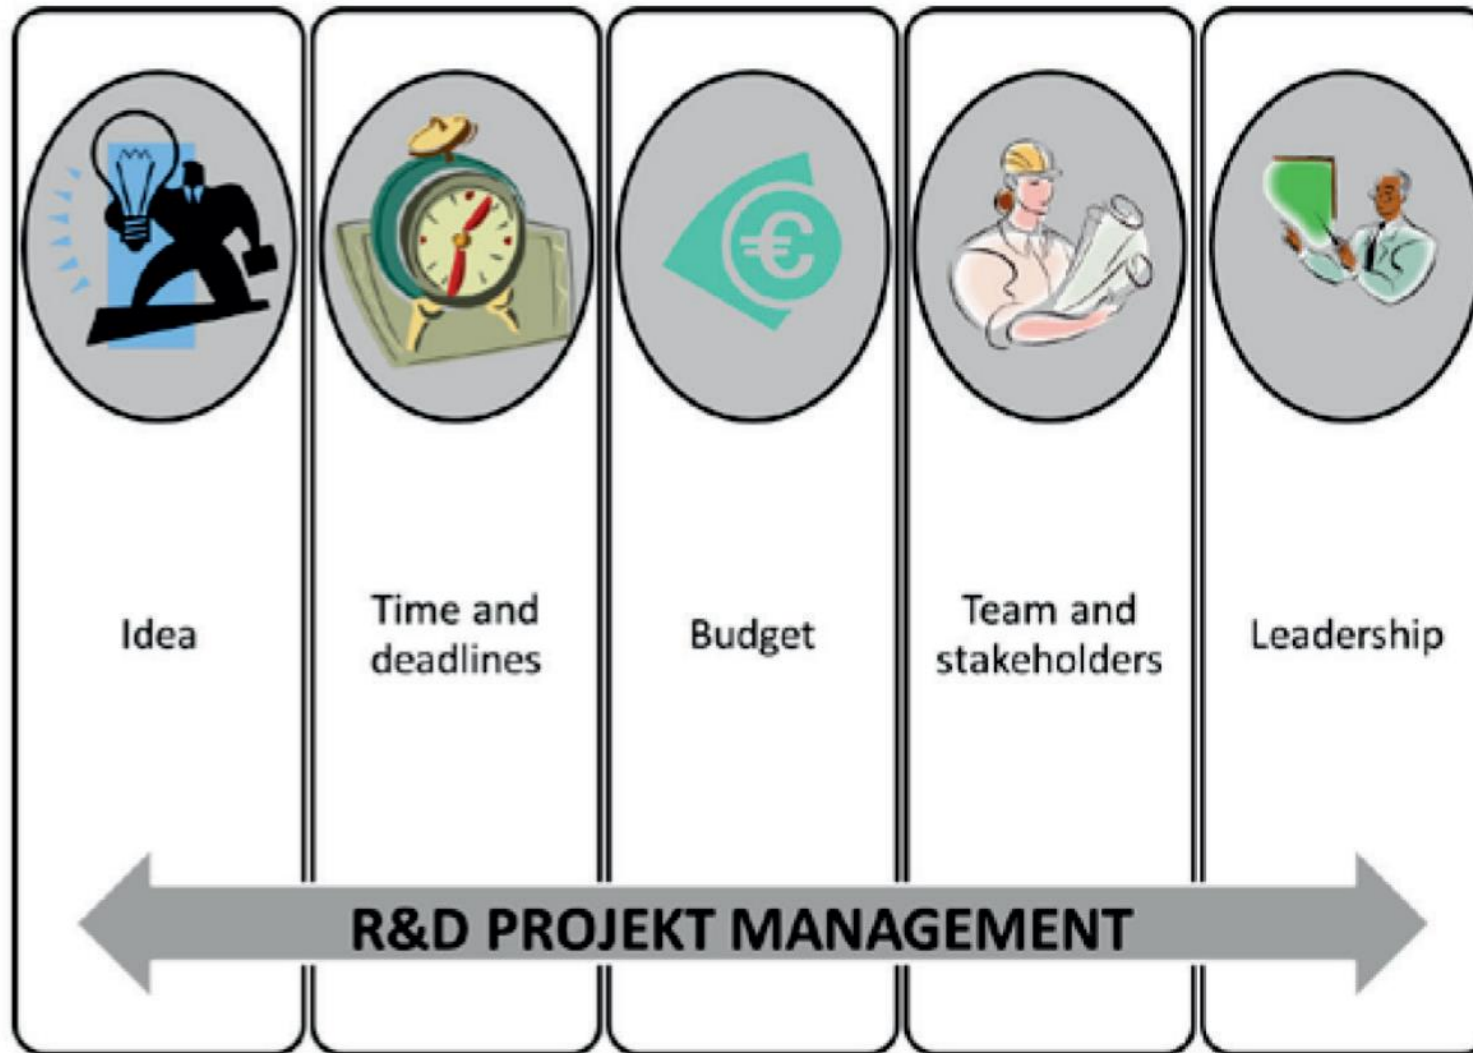 Idea
Time and
deadlines
Budget
Team and
stakeholders
Leadership
R&D PROJEKT MANAGEMENT